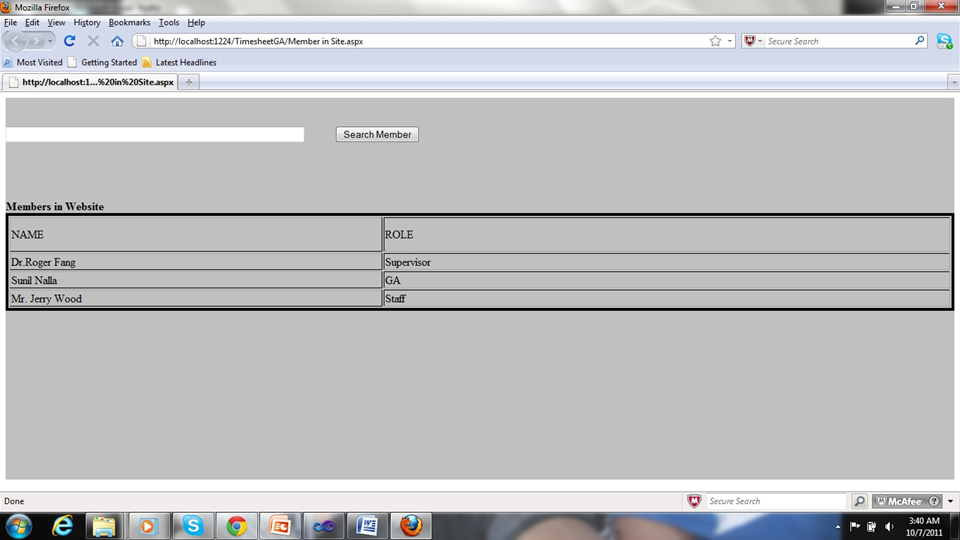 Mozilla Firefox
File Edit View History Bookmarks Tools Help
http://localhost:1224/TimesheetGA/Member in Site.aspx
Secure Search
Most Visited Getting Started Latest Headlines
http://localhost:1...%20in%20Site.aspx
Search Member
Members in Website
NAME ROLE
Dr.Roger Fang Supervisor
Sunil Nalla GA
Mr. Jerry Wood Staff
Done
Secure Search
McAfee
3:40 AM
10/7/2011